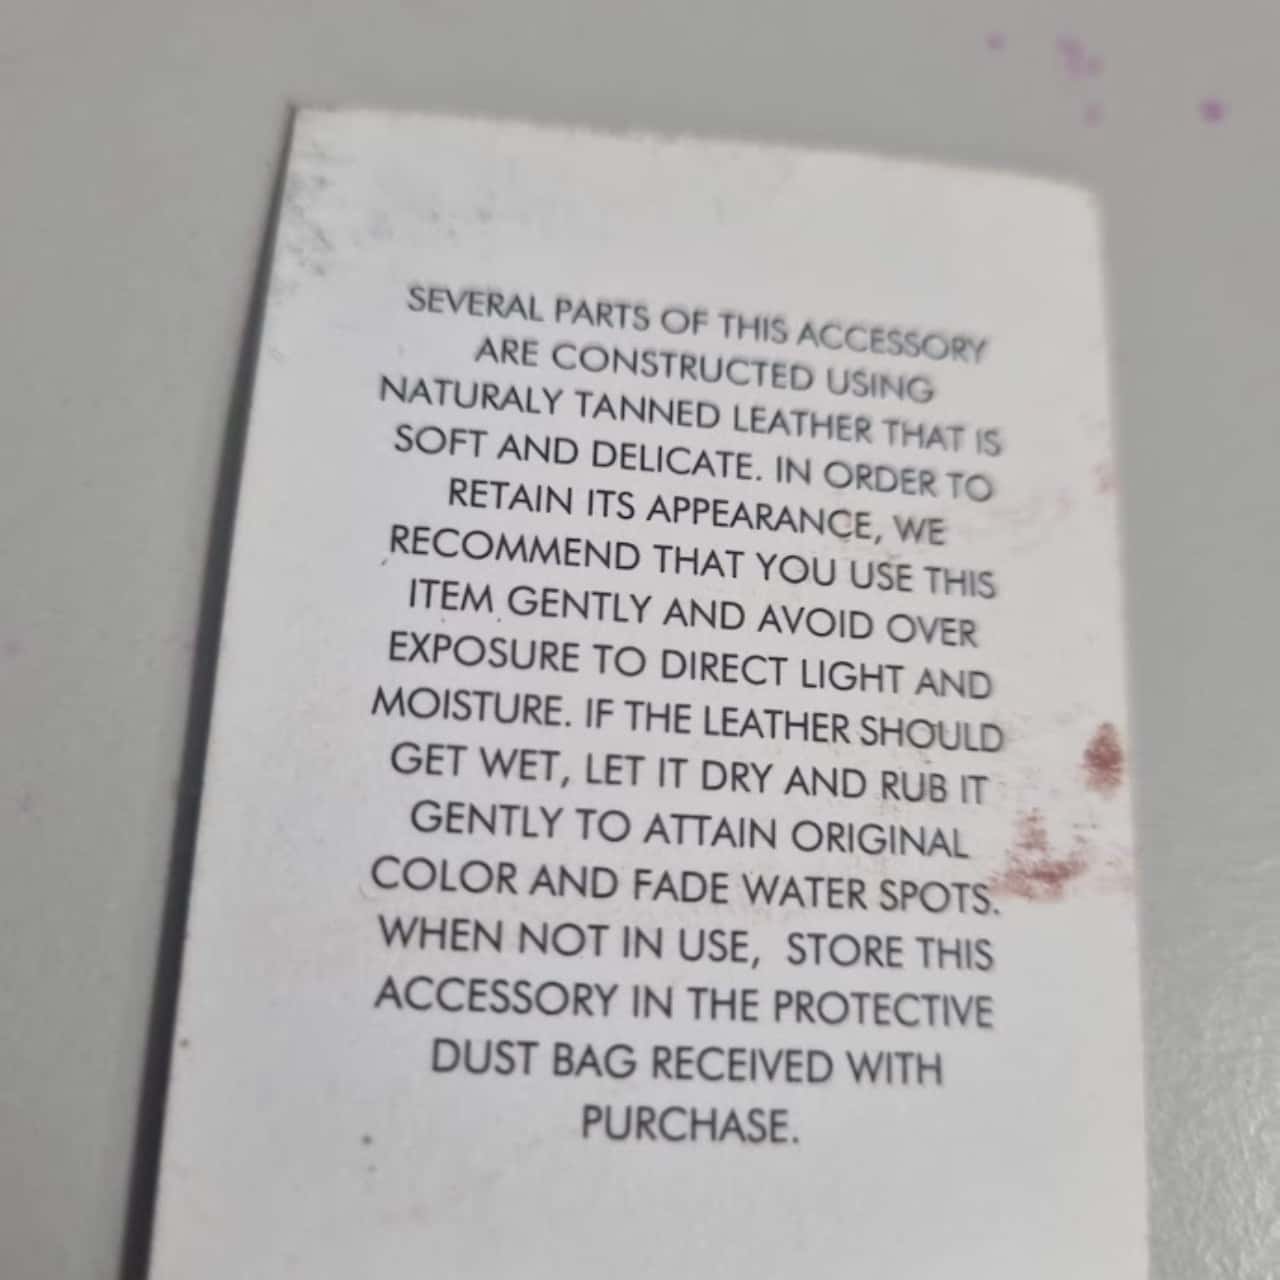 SEVERAL PARTS OF THIS ACCESSORY
ARE CONSTRUCTED USING
NATURALY TANNED LEATHER THAT IS
SOFT AND DELICATE. IN ORDER TO
RETAIN ITS APPEARANCE, WE
RECOMMEND THAT YOU USE THIS
ITEM GENTLY AND AVOID OVER
EXPOSURE TO DIRECT LIGHT AND
MOISTURE. IF THE LEATHER SHOULD
GET WET, LET IT DRY AND RUB IT
GENTLY TO ATTAIN ORIGINAL
COLOR AND FADE WATER SPOTS.
WHEN NOT IN USE,  STORE THIS
ACCESSORY IN THE PROTECTIVE
DUST BAG RECEIVED WITH
PURCHASE.